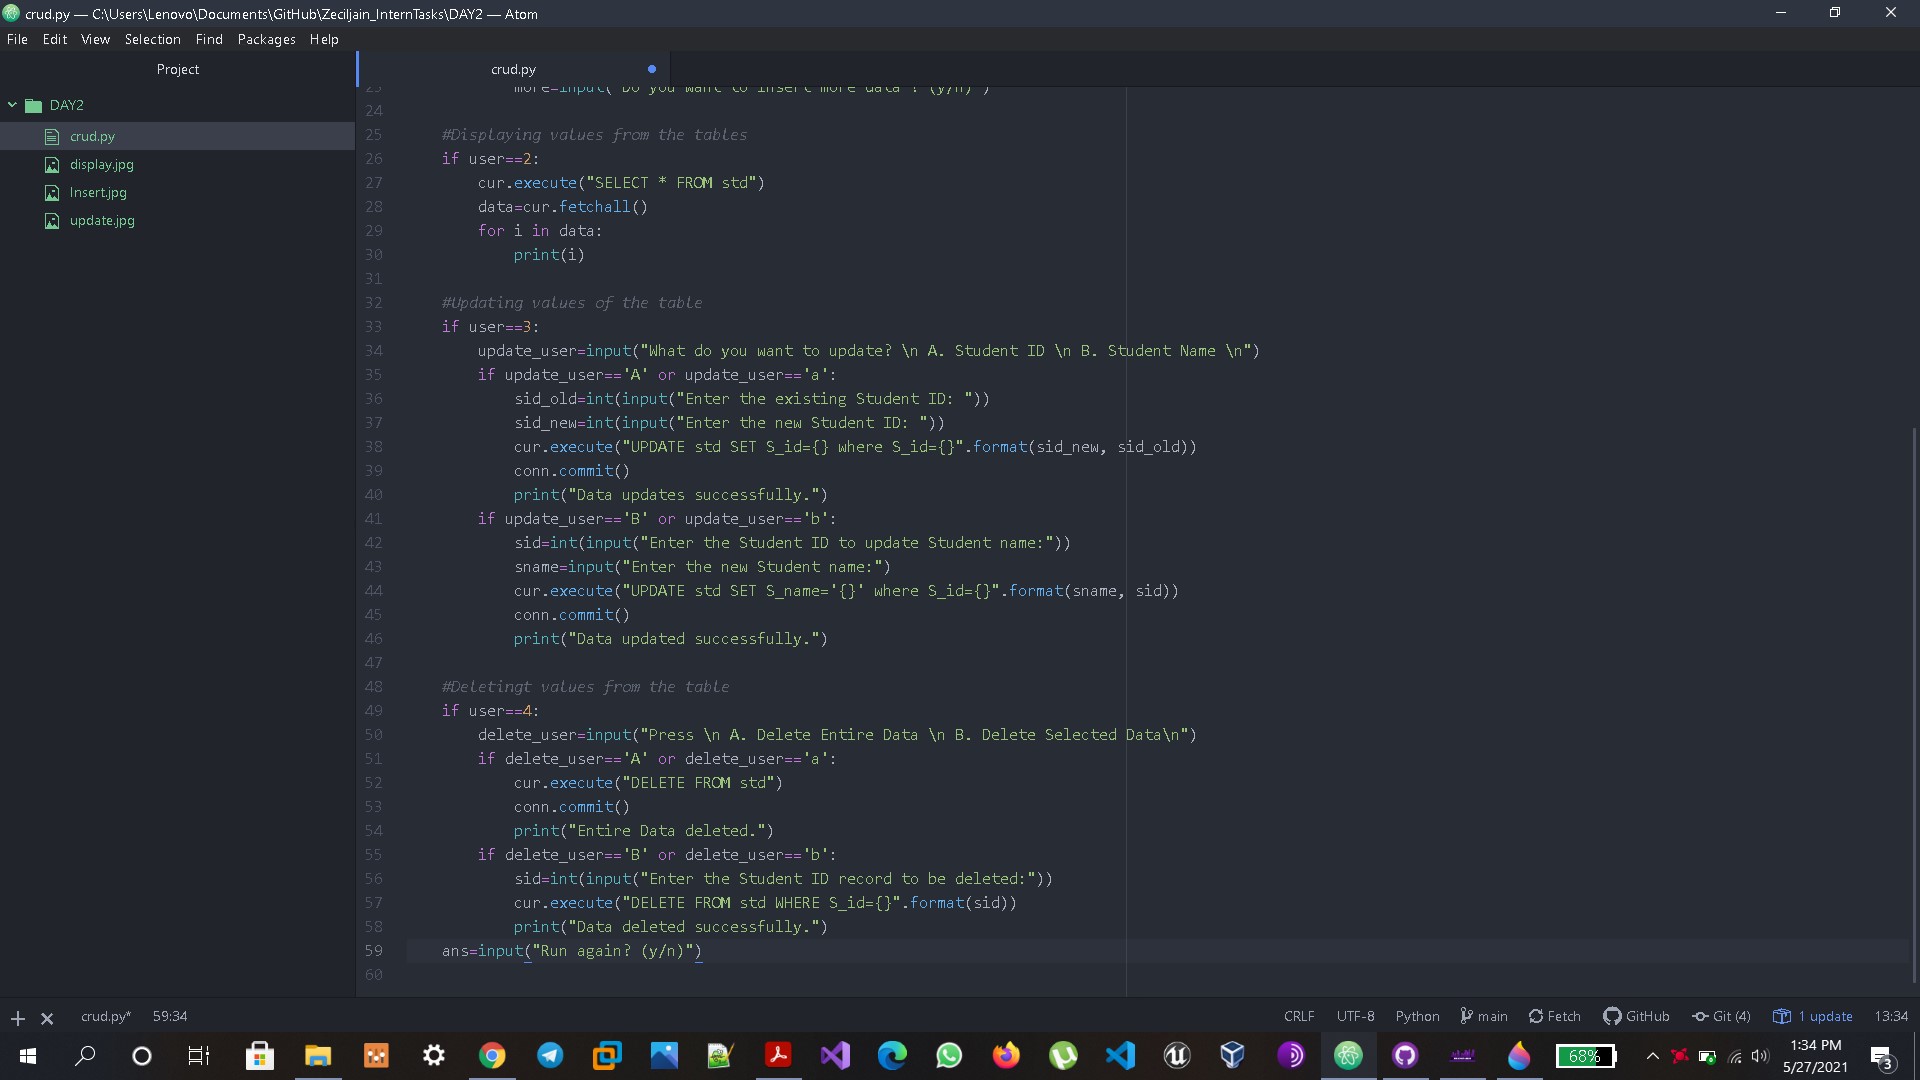 crud.py — C:\Users\Lenovo\Documents\GitHub\Zeciljain_InternTasks\DAY2 — Atom
File Edit View Selection Find Packages Help
Project
crud.py
DAY2
crud.py
display.jpg
Insert.jpg
update.jpg
23 more=input("Do you want to insert more data ? (y/n)")
24
25 #Displaying values from the tables
26 if user==2:
27 cur.execute("SELECT * FROM std")
28 data=cur.fetchall()
29 for i in data:
30 print(i)
31
32 #Updating values of the table
33 if user==3:
34 update_user=input("What do you want to update? \n A. Student ID \n B. Student Name \n")
35 if update_user=='A' or update_user=='a':
36 sid_old=int(input("Enter the existing Student ID: "))
37 sid_new=int(input("Enter the new Student ID: "))
38 cur.execute("UPDATE std SET S_id={} where S_id={}".format(sid_new, sid_old))
39 conn.commit()
40 print("Data updates successfully.")
41 if update_user=='B' or update_user=='b':
42 sid=int(input("Enter the Student ID to update Student name:"))
43 sname=input("Enter the new Student name:")
44 cur.execute("UPDATE std SET S_name='{}' where S_id={}".format(sname, sid))
45 conn.commit()
46 print("Data updated successfully.")
47
48 #Deletingt values from the table
49 if user==4:
50 delete_user=input("Press \n A. Delete Entire Data \n B. Delete Selected Data\n")
51 if delete_user=='A' or delete_user=='a':
52 cur.execute("DELETE FROM std")
53 conn.commit()
54 print("Entire Data deleted.")
55 if delete_user=='B' or delete_user=='b':
56 sid=int(input("Enter the Student ID record to be deleted:"))
57 cur.execute("DELETE FROM std WHERE S_id={}".format(sid))
58 print("Data deleted successfully.")
59 ans=input("Run again? (y/n)")
60
crud.py* 59:34 CRLF UTF-8 Python main Fetch GitHub Git (4) 1 update 13:34
68% 1:34 PM
5/27/2021
3